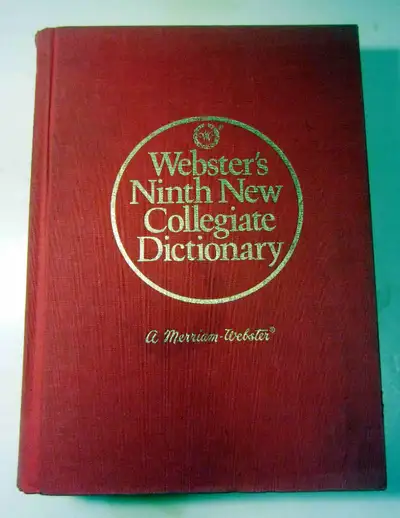 Webster's
Ninth New
Collegiate
Dictionary
A Merriam-Webster®